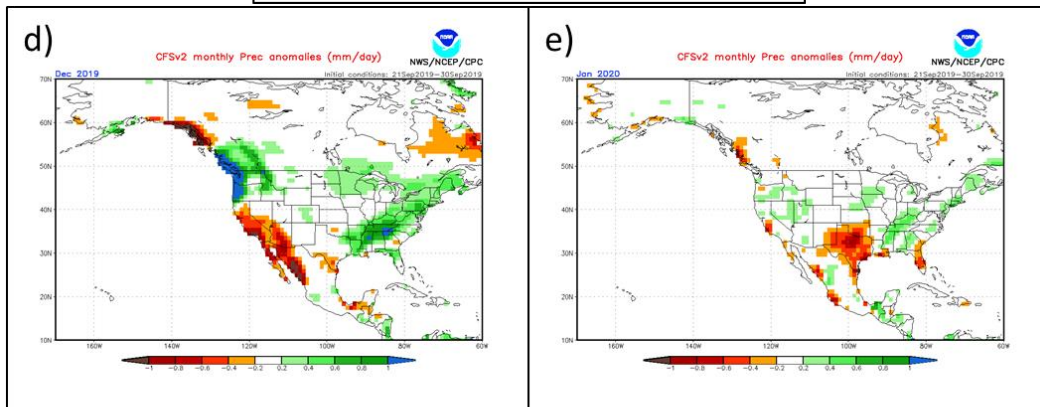 d)
NOAA
NWS/NCEP/CPC
CFSv2 monthly Prec anomalies (mm/day)
Dec 2019
Initial conditions: 21Sep2019-30Sep2019
70N
60N
50N
40N
30N
20N
10N
160W 140W 120W 100W 80W 60W
-1 -0.8 -0.6 -0.4 -0.2 0.2 0.4 0.6 0.8 1
e)
NOAA
NWS/NCEP/CPC
CFSv2 monthly Prec anomalies (mm/day)
Jan 2020
Initial conditions: 21Sep2019-30Sep2019
70N
60N
50N
40N
30N
20N
10N
160W 140W 120W 100W 80W 60W
-1 -0.8 -0.6 -0.4 -0.2 0.2 0.4 0.6 0.8 1